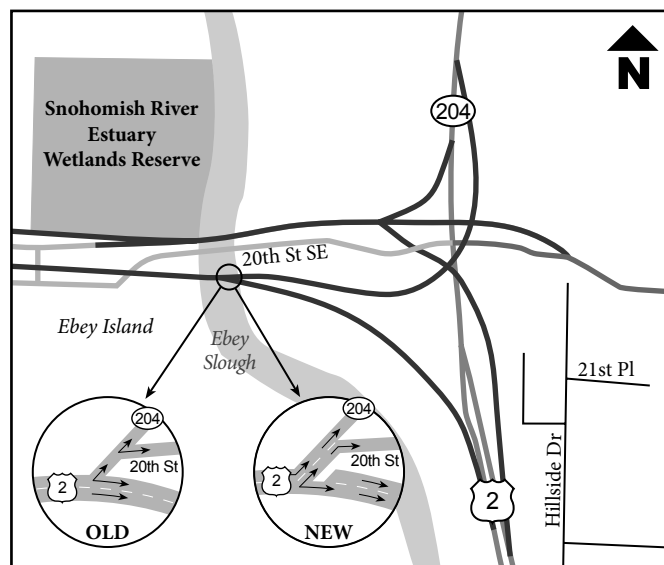 N
204
Snohomish River
Estuary
Wetlands Reserve
20th St SE
Ebey Island
Ebey
Slough
21st Pl
Hillside Dr
204
20th St
2
OLD
204
20th St
2
NEW
2